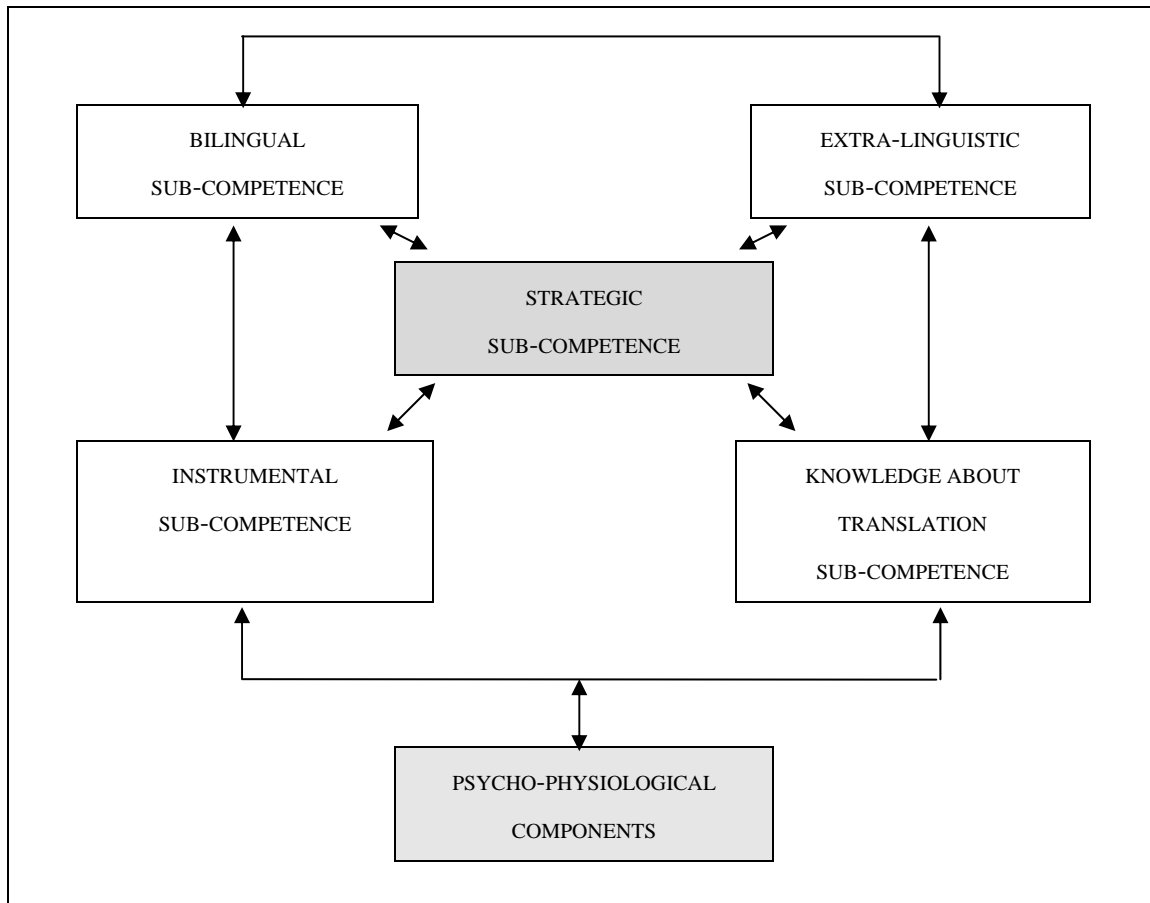 BILINGUAL
SUB-COMPETENCE
EXTRA-LINGUISTIC
SUB-COMPETENCE
STRATEGIC
SUB-COMPETENCE
INSTRUMENTAL
SUB-COMPETENCE
KNOWLEDGE ABOUT
TRANSLATION
SUB-COMPETENCE
PSYCHO-PHYSIOLOGICAL
COMPONENTS